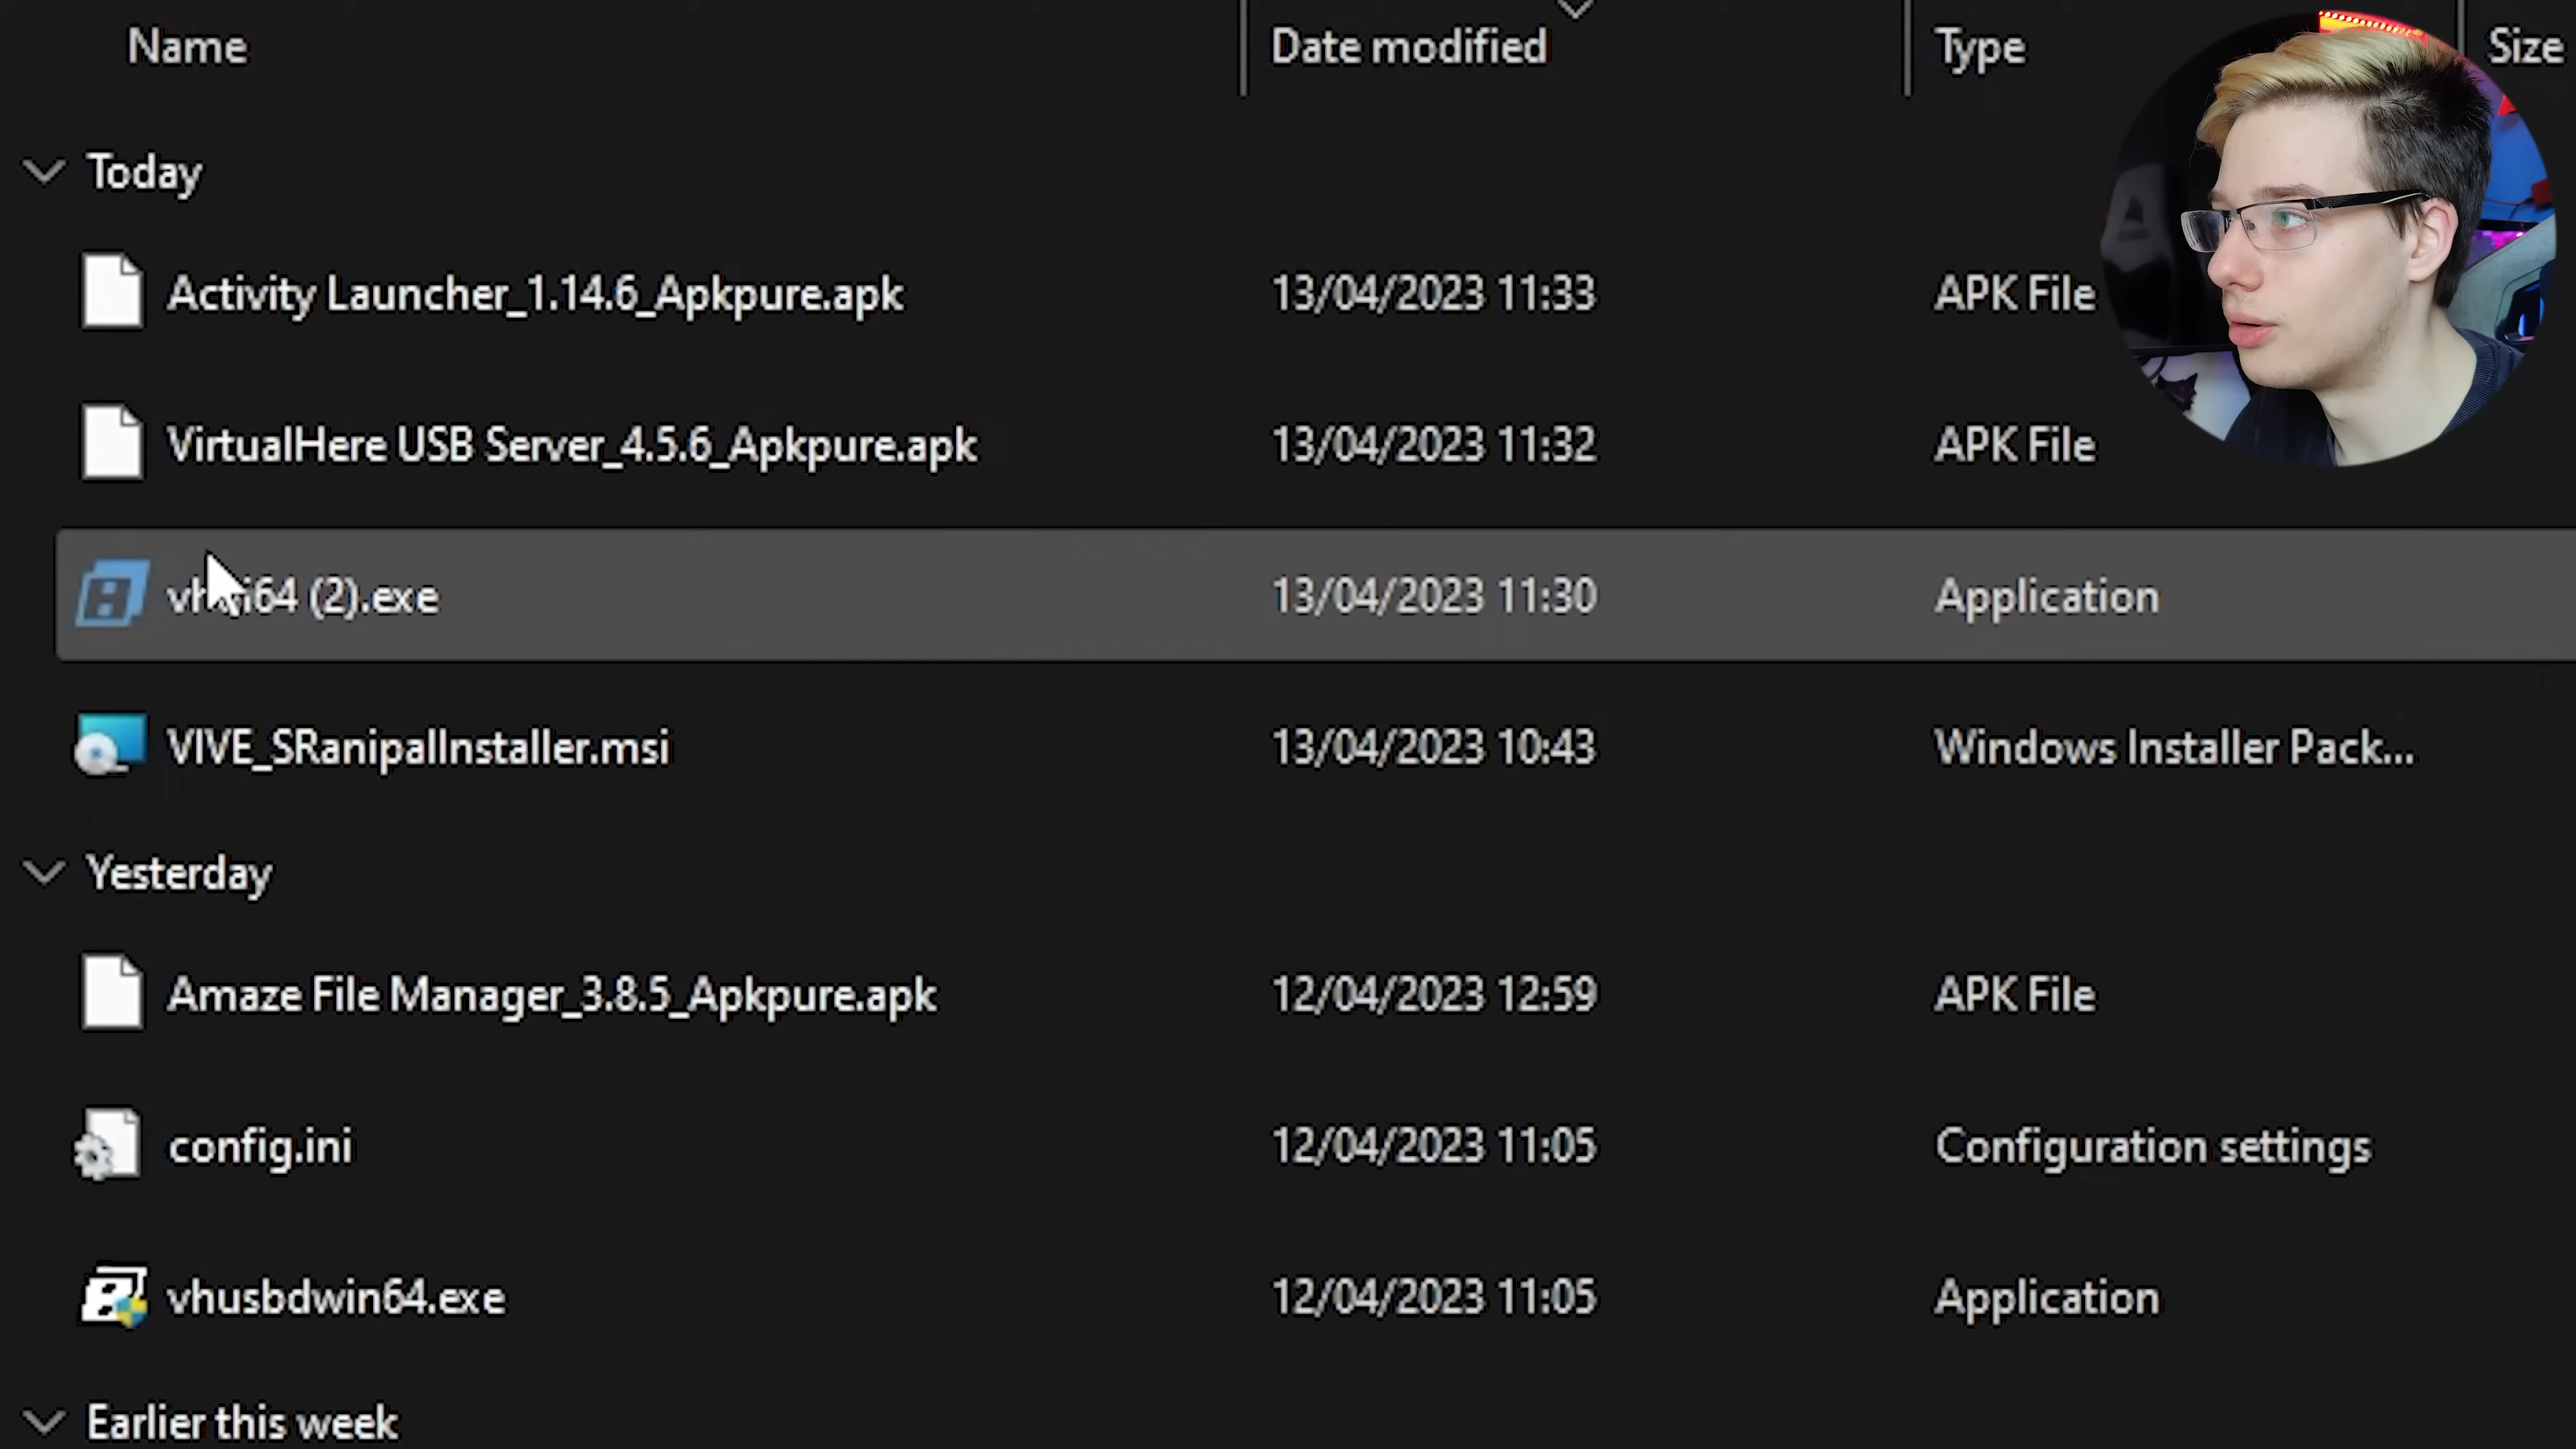 Name Date modified Type Size
Today
Activity Launcher_1.14.6_Apkpure.apk 13/04/2023 11:33 APK File
VirtualHere USB Server_4.5.6_Apkpure.apk 13/04/2023 11:32 APK File
(2).exe 13/04/2023 11:30 Application
VIVE_SRanipalInstaller.msi 13/04/2023 10:43 Windows Installer Pack...
Yesterday
Amaze File Manager_3.8.5_Apkpure.apk 12/04/2023 12:59 APK File
config.ini 12/04/2023 11:05 Configuration settings
vhusbdwin64.exe 12/04/2023 11:05 Application
Earlier this week